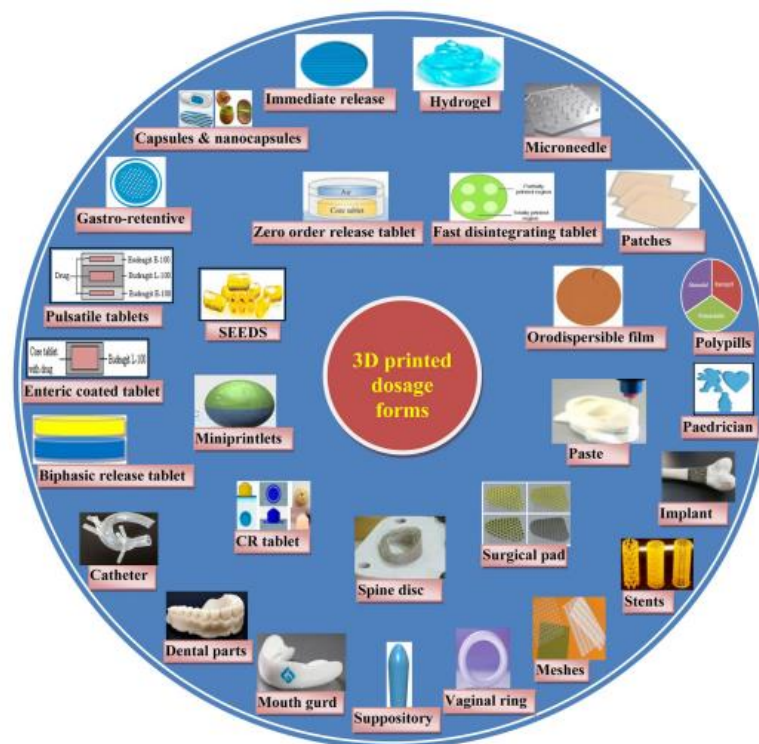 Immediate release
Hydrogel
Capsules & nanocapsules
Microneedle
Gastro-retentive
Air
Core tablet
Zero order release tablet
Fast disintegrating tablet
Patches
Drug
Eudragit E-100
Eudragit L-100
Eudragit E-100
Pulsatile tablets
SEEDS
Orodispersible film
Polypills
3D printed
dosage
forms
Core tablet
with drug
Eudragit L-100
Enteric coated tablet
Miniprintlets
Paste
Paedrician
Biphasic release tablet
Implant
CR tablet
Surgical pad
Catheter
Spine disc
Stents
Dental parts
Meshes
Mouth gurd
Suppository
Vaginal ring